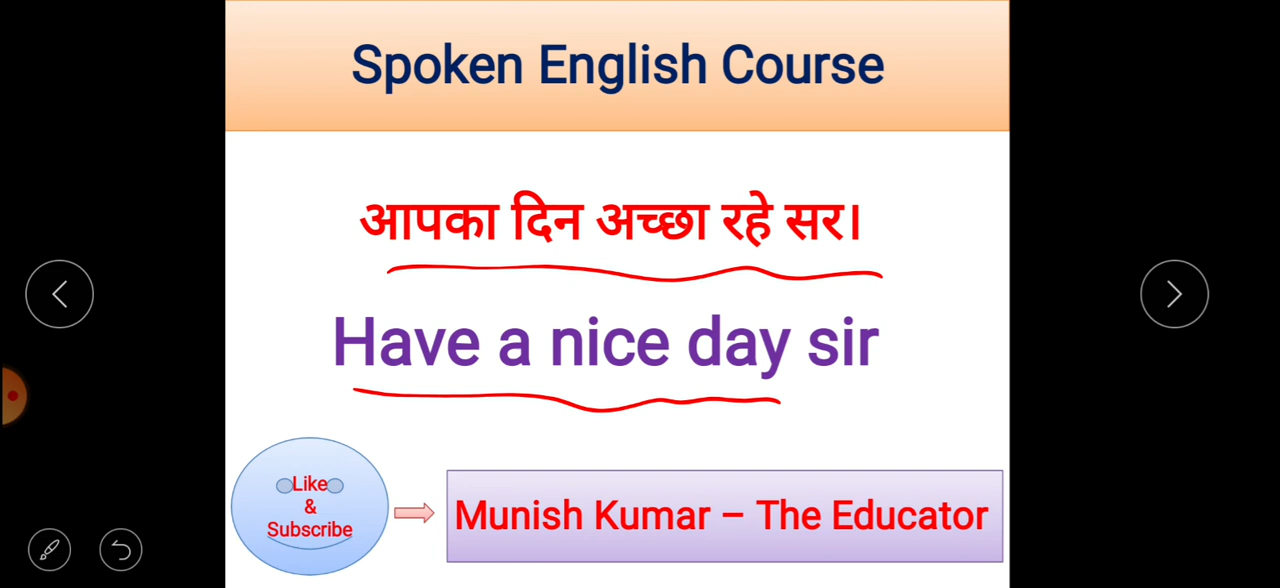 Spoken English Course
आपका दिन अच्छा रहे सर।
Have a nice day sir
Like
&
Subscribe
Munish Kumar – The Educator